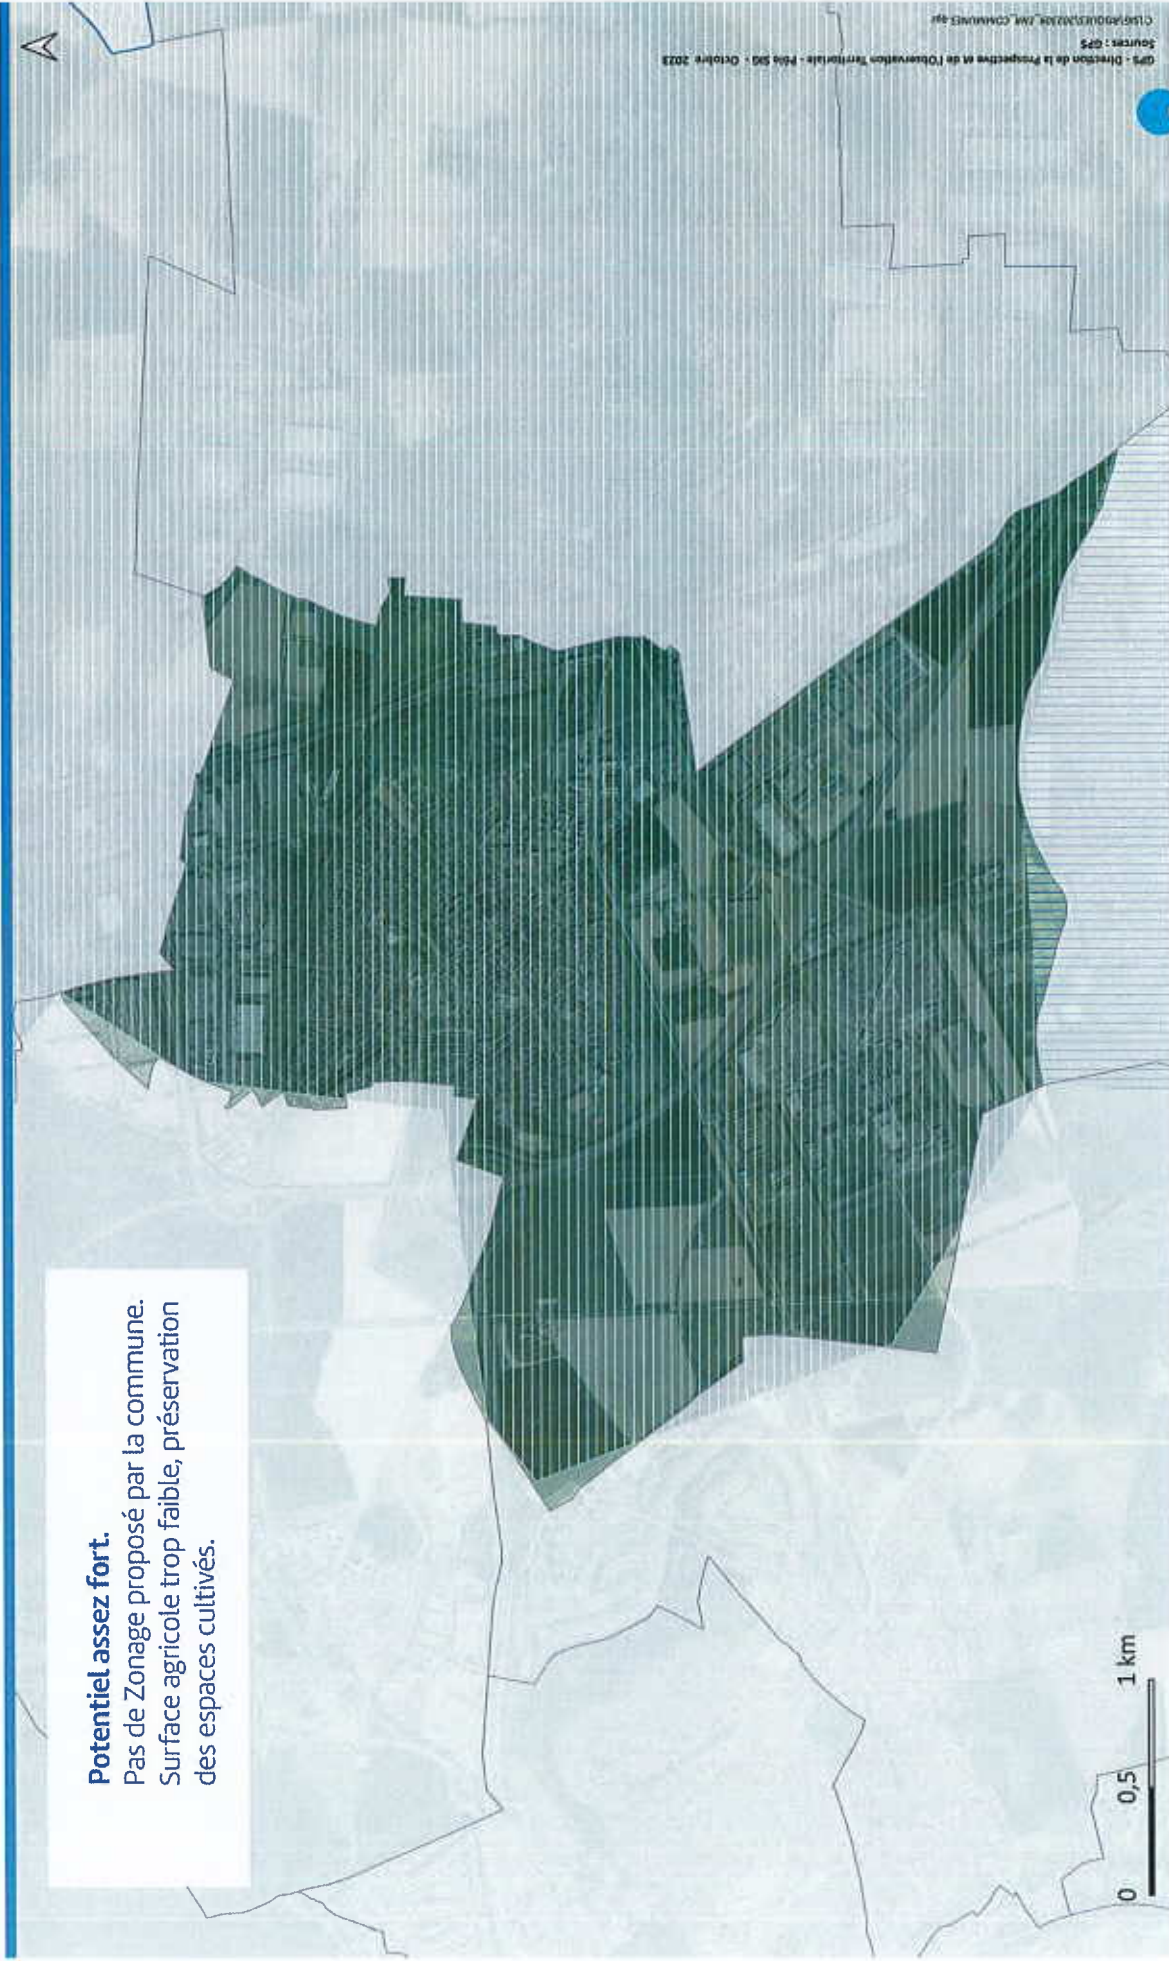 Potentiel assez fort.
Pas de Zonage proposé par la commune.
Surface agricole trop faible, préservation
des espaces cultivés.
0 0,5 1 km
GPS - Direction de la Prospective et de l'Observation Territoriale - Pôle SIG - Octobre 2023
Sources : GPS